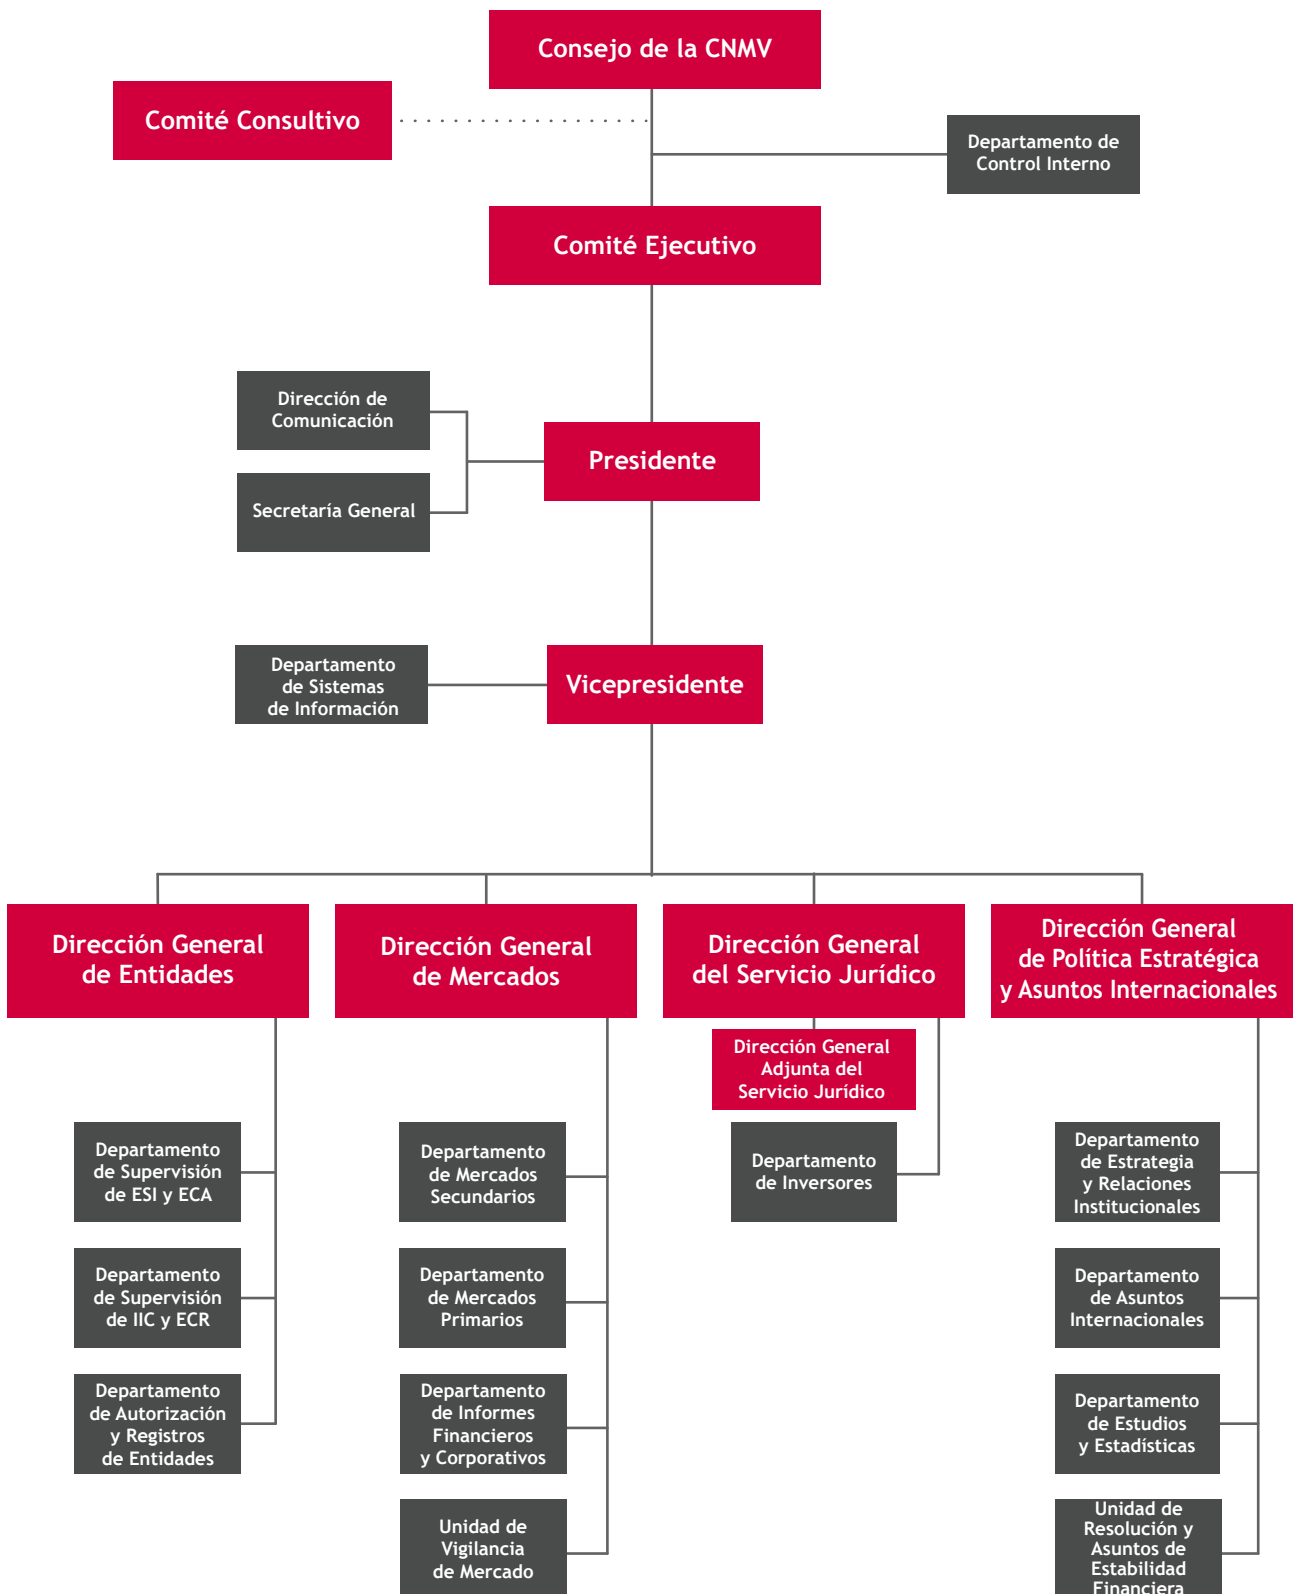 Consejo de la CNMV
Comité Consultivo
Departamento de
Control Interno
Comité Ejecutivo
Dirección de
Comunicación
Presidente
Secretaría General
Departamento
de Sistemas
de Información
Vicepresidente
Dirección General
de Entidades
Dirección General
de Mercados
Dirección General
del Servicio Jurídico
Dirección General
de Política Estratégica
y Asuntos Internacionales
Dirección General
Adjunta del
Servicio Jurídico
Departamento
de Supervisión
de ESI y ECA
Departamento
de Mercados
Secundarios
Departamento
de Inversores
Departamento
de Estrategia
y Relaciones
Institucionales
Departamento
de Supervisión
de IIC y ECR
Departamento
de Mercados
Primarios
Departamento
de Asuntos
Internacionales
Departamento
de Autorización
y Registros
de Entidades
Departamento
de Informes
Financieros
y Corporativos
Departamento
de Estudios
y Estadísticas
Unidad de
Vigilancia
de Mercado
Unidad de
Resolución y
Asuntos de
Estabilidad
Financiera